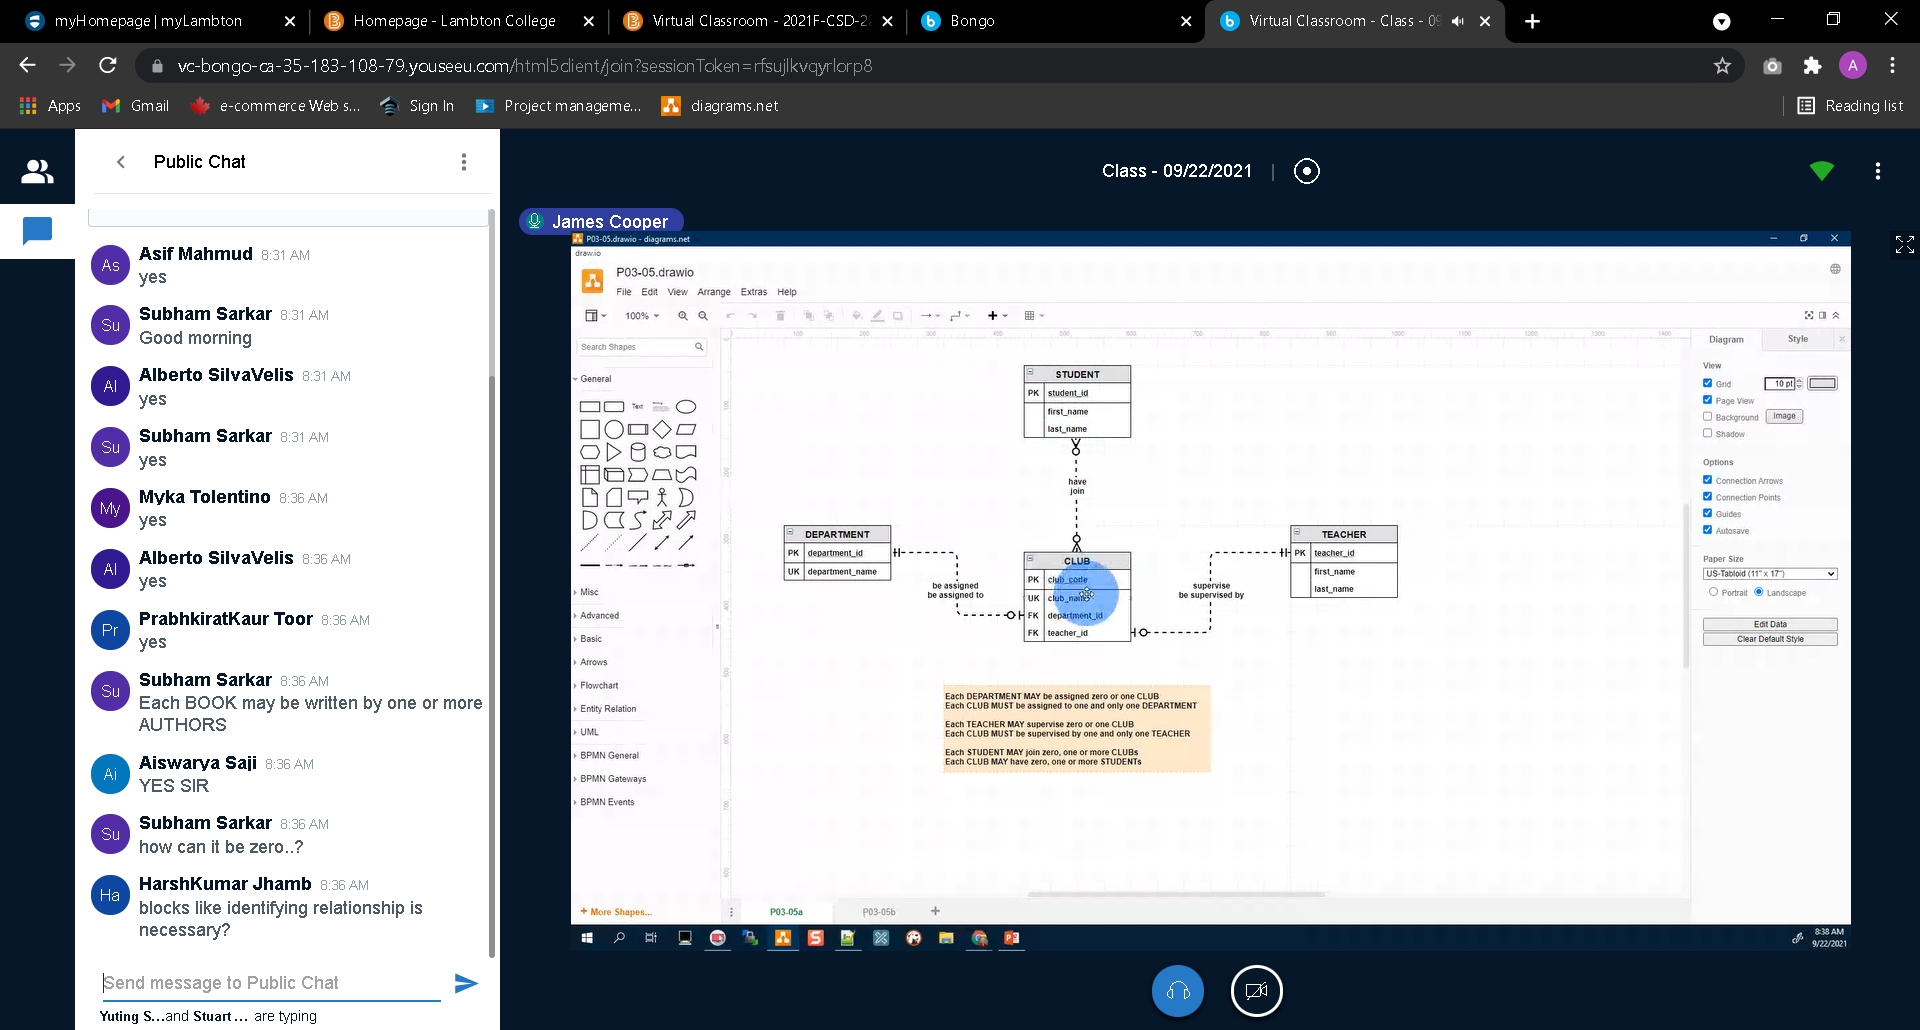 myHomepage | myLambton
Homepage - Lambton College
Virtual Classroom - 2021F-CSD-22
Bongo
Virtual Classroom - Class - 09
vc-bongo-ca-35-183-108-79.youseeu.com/html5client/join?sessionToken=rfsujlkvqyrlorp8
A
Apps
Gmail
e-commerce Web s...
Sign In
Project manageme...
diagrams.net
Reading list
Public Chat
As
Asif Mahmud 8:31 AM
yes
Su
Subham Sarkar 8:31 AM
Good morning
Al
Alberto SilvaVelis 8:31 AM
yes
Su
Subham Sarkar 8:31 AM
yes
My
Myka Tolentino 8:36 AM
yes
Al
Alberto SilvaVelis 8:36 AM
yes
Pr
PrabhkiratKaur Toor 8:36 AM
yes
Su
Subham Sarkar 8:36 AM
Each BOOK may be written by one or more
AUTHORS
Ai
Aiswarya Saji 8:36 AM
YES SIR
Su
Subham Sarkar 8:36 AM
how can it be zero..?
Ha
HarshKumar Jhamb 8:36 AM
blocks like identifying relationship is
necessary?
Send message to Public Chat
Yuting S...and Stuart ... are typing
Class - 09/22/2021
James Cooper
P03-05.drawio - diagrams.net
draw.io
P03-05.drawio
File Edit View Arrange Extras Help
100%
Search Shapes
General
Text
Misc
Advanced
Basic
Arrows
Flowchart
Entity Relation
UML
BPMN General
BPMN Gateways
BPMN Events
+ More Shapes...
STUDENT
PK student_id
first_name
last_name
have
join
DEPARTMENT
PK department_id
UK department_name
be assigned
be assigned to
CLUB
PK club_code
UK club_name
FK department_id
FK teacher_id
supervise
be supervised by
TEACHER
PK teacher_id
first_name
last_name
Each DEPARTMENT MAY be assigned zero or one CLUB
Each CLUB MUST be assigned to one and only one DEPARTMENT
Each TEACHER MAY supervise zero or one CLUB
Each CLUB MUST be supervised by one and only one TEACHER
Each STUDENT MAY join zero, one or more CLUBs
Each CLUB MAY have zero, one or more STUDENTs
P03-05a
P03-05b
Diagram
Style
View
Grid
10 pt
Page View
Background
Image
Shadow
Options
Connection Arrows
Connection Points
Guides
Autosave
Paper Size
US-Tabloid (11" x 17")
Portrait
Landscape
Edit Data
Clear Default Style
8:38 AM
9/22/2021